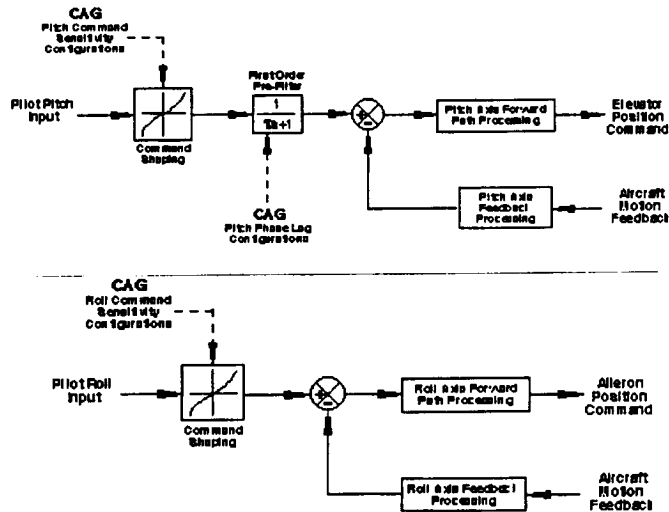 CAG
Pitch Command
Sensitivity
Configurations
First Order
Pre-Filter
Pilot Pitch
Input
1
τs+1
Command
Shaping
+
−
Pitch Axis Forward
Path Processing
Elevator
Position
Command
CAG
Pitch Phase Lag
Configurations
Pitch Axis
Feedback
Processing
Aircraft
Motion
Feedback
CAG
Roll Command
Sensitivity
Configurations
Pilot Roll
Input
Command
Shaping
+
−
Roll Axis Forward
Path Processing
Aileron
Position
Command
Roll Axis Feedback
Processing
Aircraft
Motion
Feedback